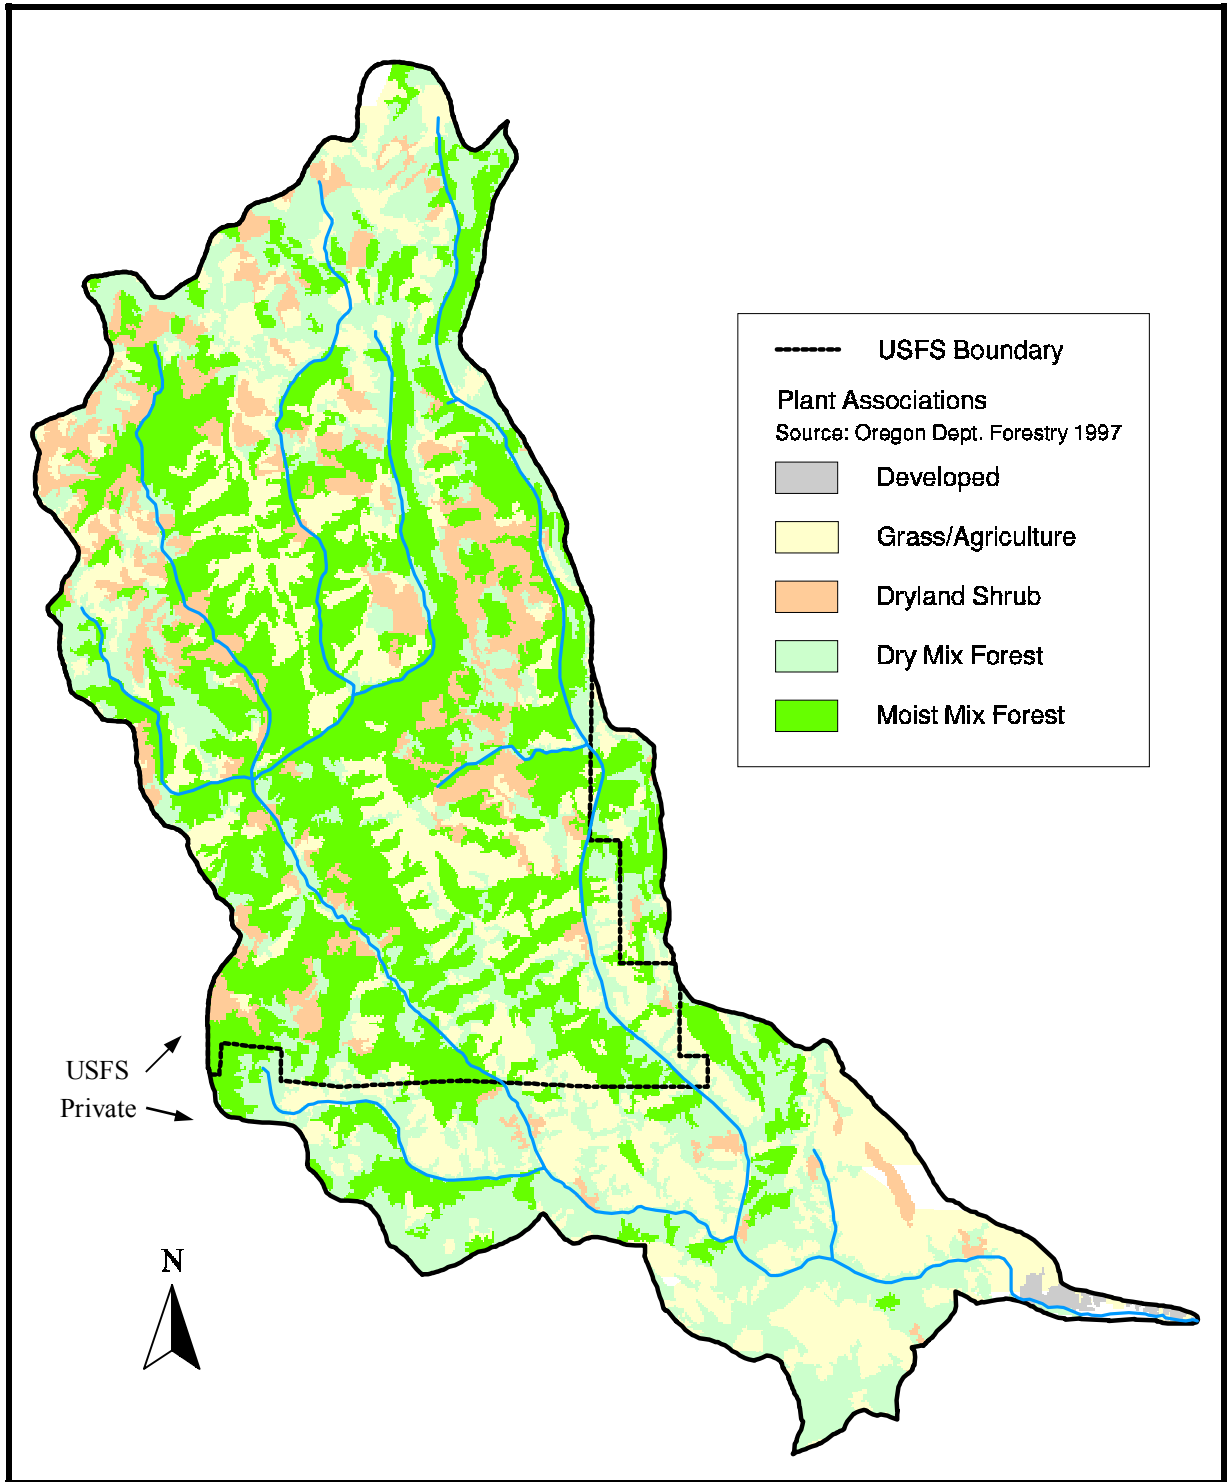 USFS Boundary
Plant Associations
Source: Oregon Dept. Forestry 1997
Developed
Grass/Agriculture
Dryland Shrub
Dry Mix Forest
Moist Mix Forest
USFS
Private
N